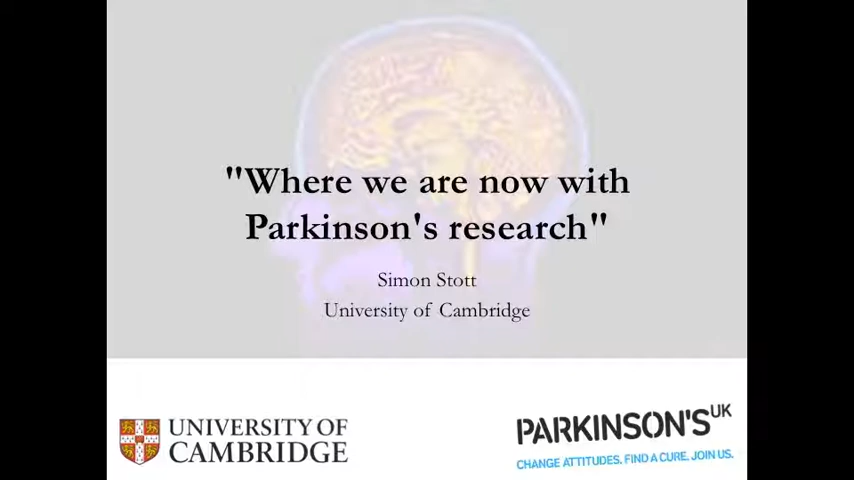 "Where we are now with
Parkinson's research"
Simon Stott
University of Cambridge
UNIVERSITY OF
CAMBRIDGE
PARKINSON'S UK
CHANGE ATTITUDES. FIND A CURE. JOIN US.